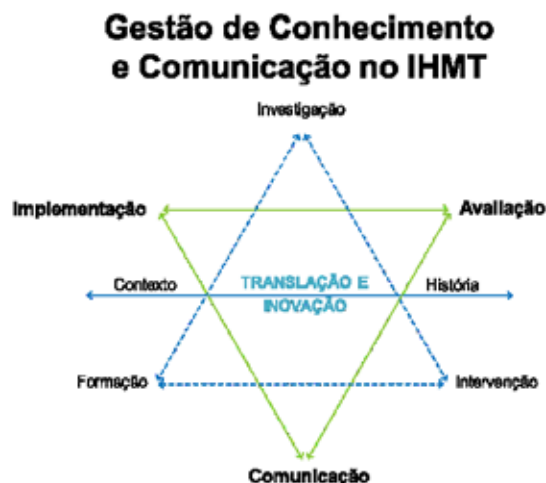 Gestão de Conhecimento
e Comunicação no IHMT
Investigação
Implementação
Avaliação
Contexto
TRANSLAÇÃO E
INOVAÇÃO
História
Formação
Intervenção
Comunicação